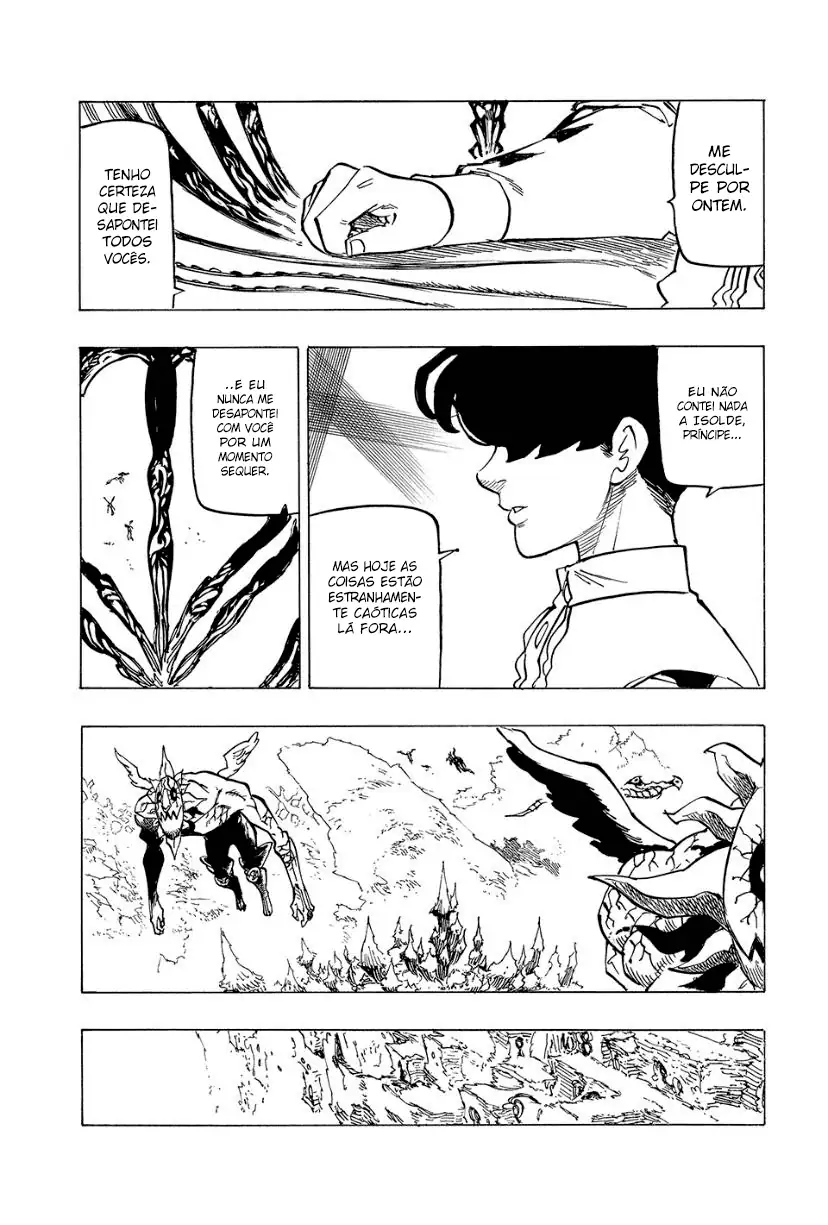 ME
DESCUL-
PE POR
ONTEM.
TENHO
CERTEZA
QUE DE-
SAPONTEI
TODOS
VOCÊS.
EU NÃO
CONTEI NADA
A ISOLDE,
PRÍNCIPE...
..E EU
NUNCA ME
DESAPONTEI
COM VOCÊ
POR UM
MOMENTO
SEQUER.
MAS HOJE AS
COISAS ESTÃO
ESTRANHAMEN-
TE CAÓTICAS
LÁ FORA...